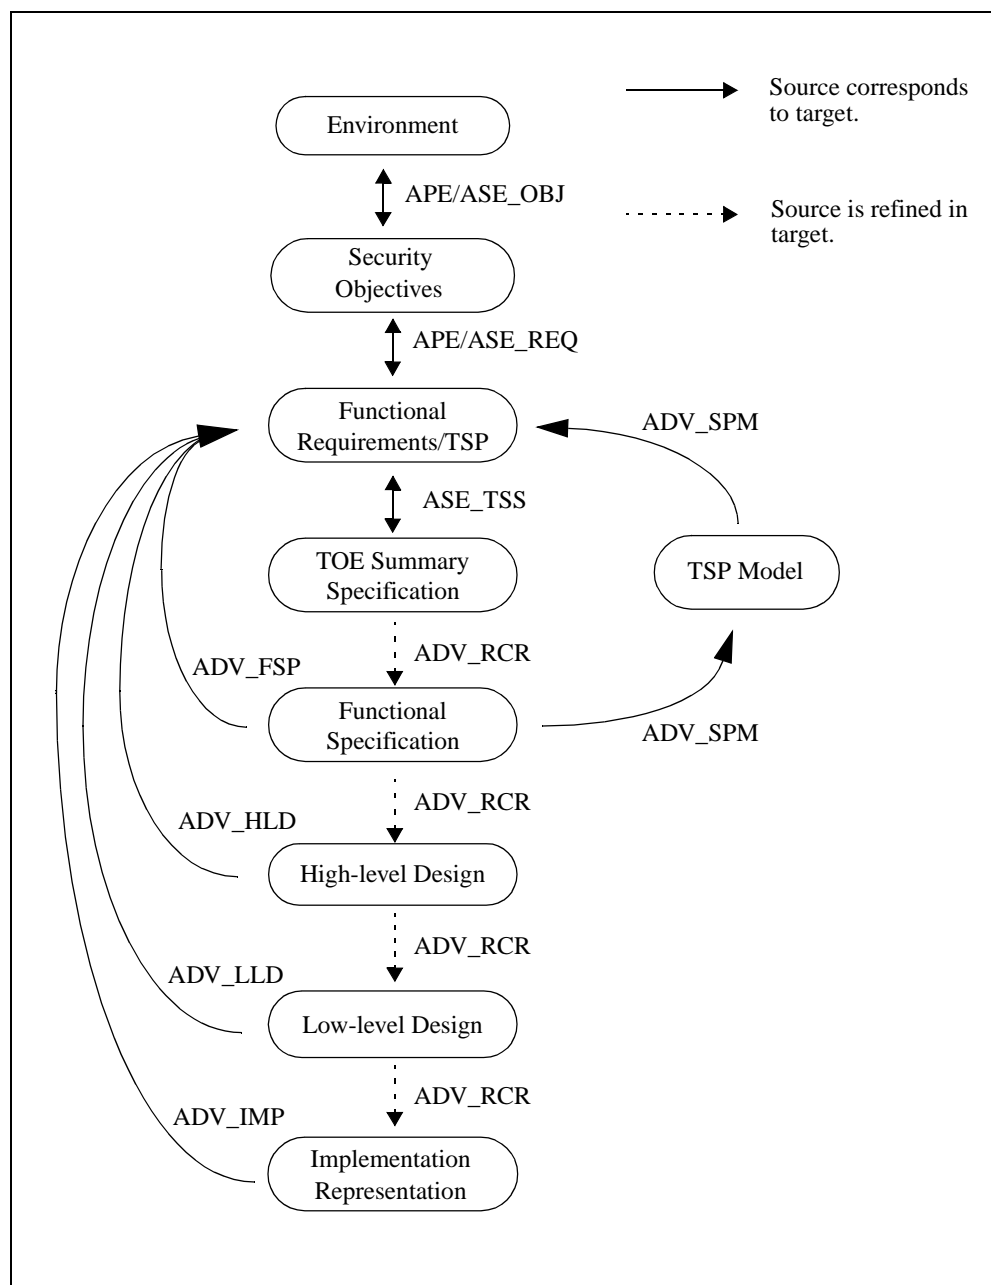 Source corresponds
to target.
Environment
APE/ASE_OBJ
Source is refined in
target.
Security
Objectives
APE/ASE_REQ
Functional
Requirements/TSP
ADV_SPM
ASE_TSS
TOE Summary
Specification
TSP Model
ADV_RCR
ADV_FSP
Functional
Specification
ADV_SPM
ADV_RCR
ADV_HLD
High-level Design
ADV_RCR
ADV_LLD
Low-level Design
ADV_RCR
ADV_IMP
Implementation
Representation